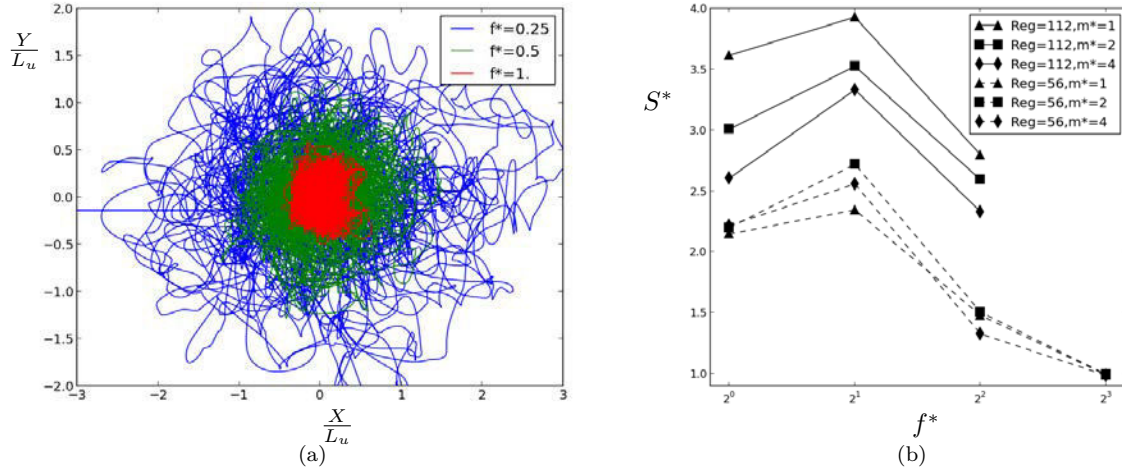 Y
L_u
2.0
1.5
1.0
0.5
0.0
−0.5
−1.0
−1.5
−2.0
f*=0.25
f*=0.5
f*=1.
−3 −2 −1 0 1 2 3
X
L_u
(a)
S*
4.0
3.5
3.0
2.5
2.0
1.5
1.0
Reg=112,m*=1
Reg=112,m*=2
Reg=112,m*=4
Reg=56,m*=1
Reg=56,m*=2
Reg=56,m*=4
2^0 2^1 2^2 2^3
f*
(b)